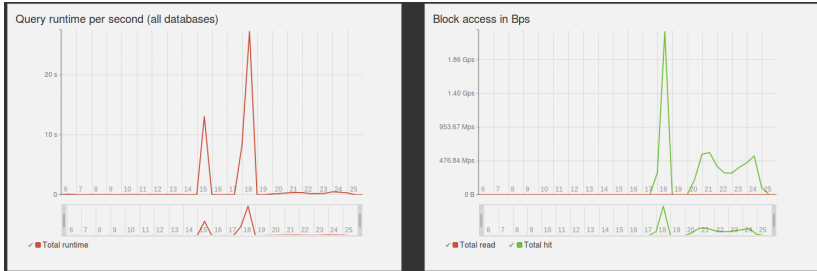 Query runtime per second (all databases)
20 s
10 s
0
6 7 8 9 10 11 12 13 14 15 16 17 18 19 20 21 22 23 24 25
6 7 8 9 10 11 12 13 14 15 16 17 18 19 20 21 22 23 24 25
✓ Total runtime
Block access in Bps
1.86 Gps
1.40 Gps
953.67 Mps
476.84 Mps
0 B
6 7 8 9 10 11 12 13 14 15 16 17 18 19 20 21 22 23 24 25
6 7 8 9 10 11 12 13 14 15 16 17 18 19 20 21 22 23 24 25
✓ Total read ✓ Total hit